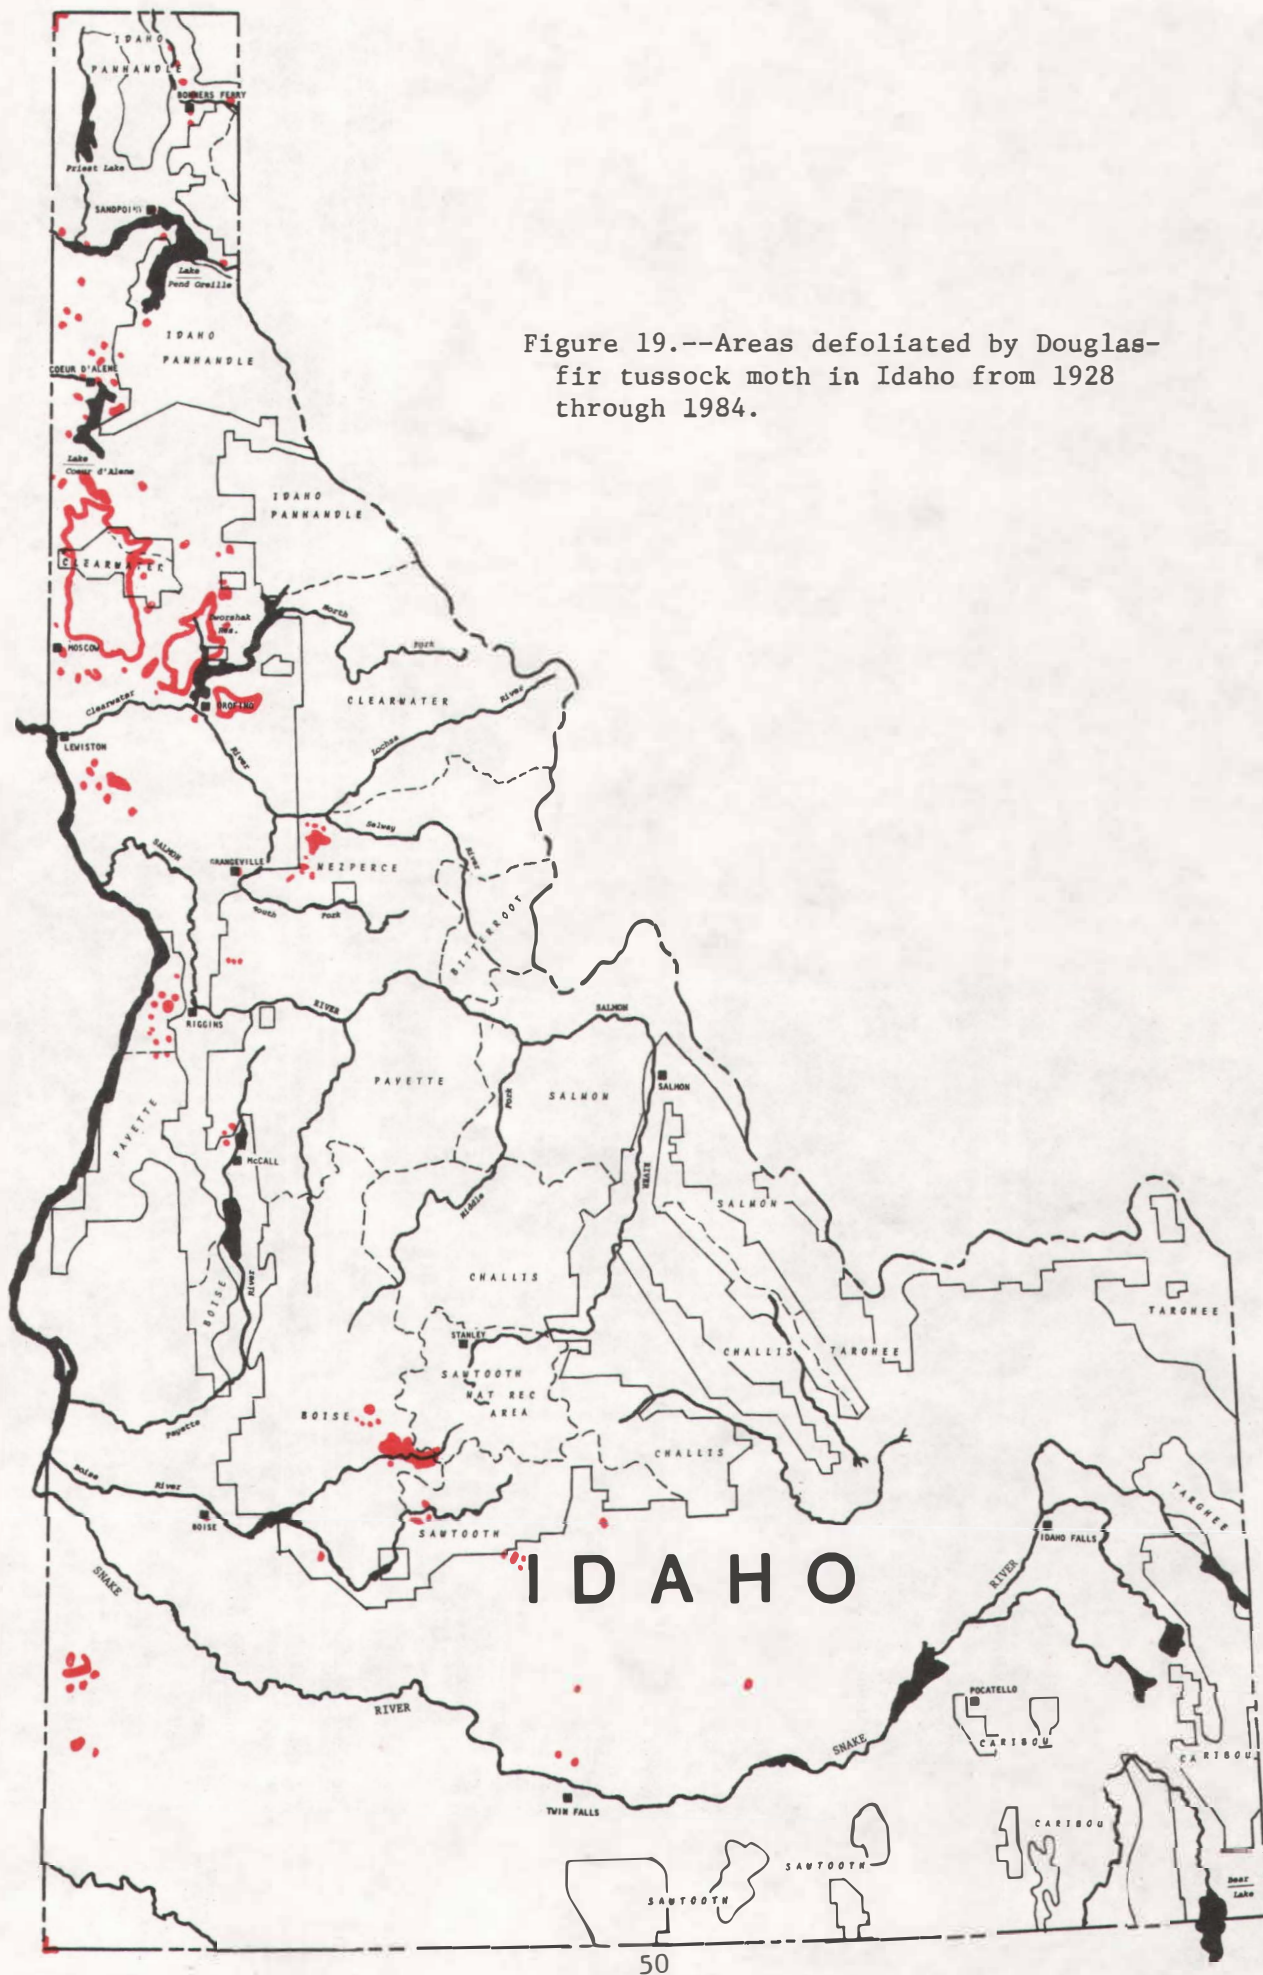 IDAHO
PANHANDLE
BONNERS FERRY
Priest Lake
SANDPOINT
Lake
Pend Oreille
IDAHO
PANHANDLE
Figure 19.--Areas defoliated by Douglas-
fir tussock moth in Idaho from 1928
through 1984.
COEUR D'ALENE
Lake
Coeur d'Alene
IDAHO
PANHANDLE
CLEARWATER
Dworshak
Res.
North
Fork
MOSCOW
Clearwater
River
OROFINO
CLEARWATER
Lochsa
River
LEWISTON
Selway
River
SALMON
GRANGEVILLE
NEZPERCE
South
Fork
BITTERROOT
RIGGINS
RIVER
SALMON
PAYETTE
SALMON
SALMON
Fork
PAYETTE
McCALL
Middle
RIVER
SALMON
CHALLIS
BOISE
River
TARGHEE
STANLEY
CHALLIS
TARGHEE
SAWTOOTH
NAT REC
AREA
BOISE
Payette
CHALLIS
Boise
River
BOISE
SAWTOOTH
TARGHEE
IDAHO FALLS
IDAHO
SNAKE
RIVER
RIVER
SNAKE
POCATELLO
CARIBOU
CARIBOU
TWIN FALLS
CARIBOU
SAWTOOTH
SAWTOOTH
Bear
Lake
50